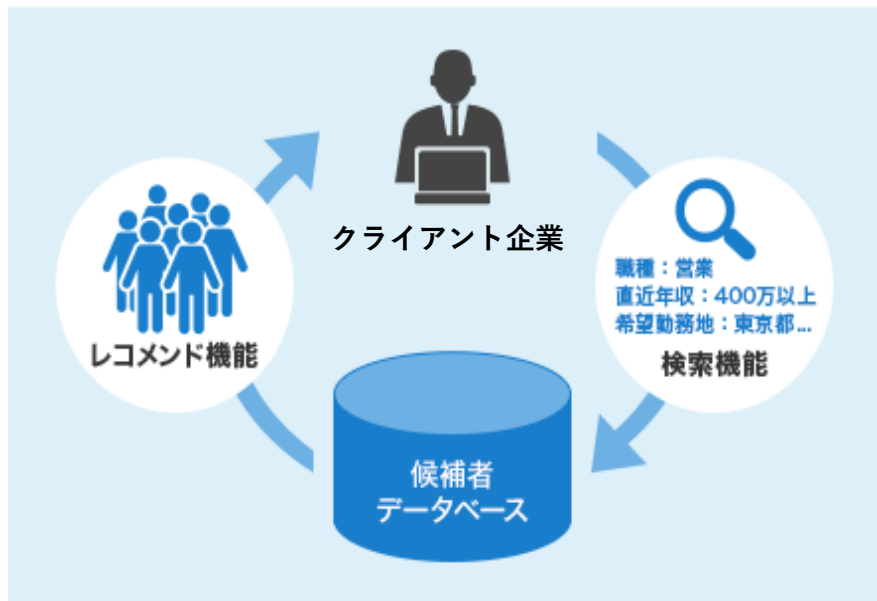 クライアント企業
職種：営業
直近年収：400万以上
希望勤務地：東京都...
検索機能
レコメンド機能
候補者
データベース